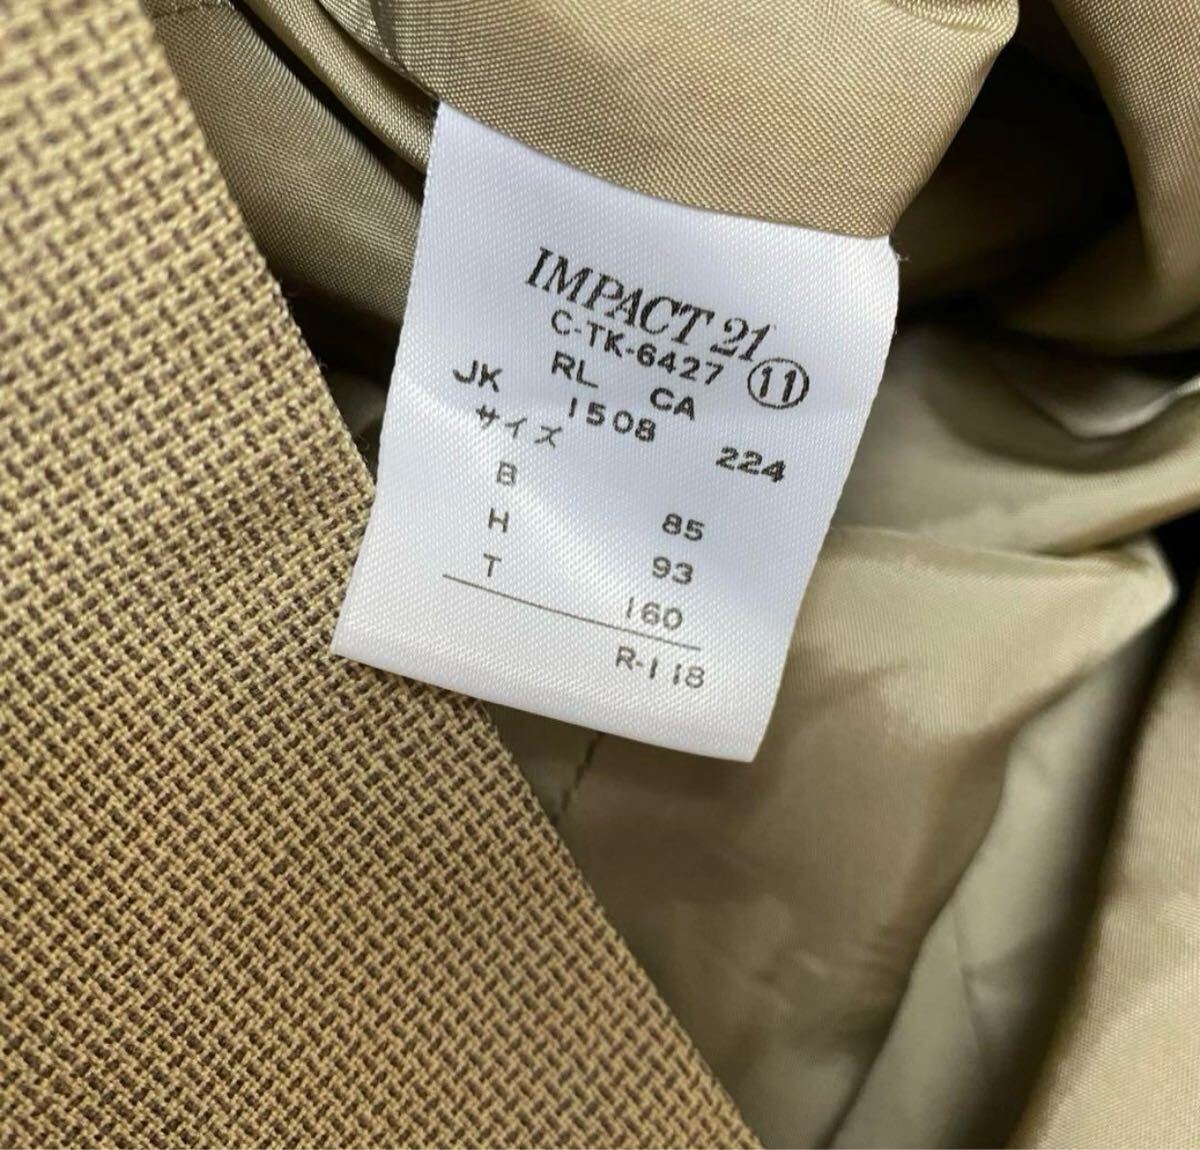 IMPACT 21
C-TK-6427 11
RL CA
JK 1508 224
サイズ
B 85
H 93
T 160
R-118